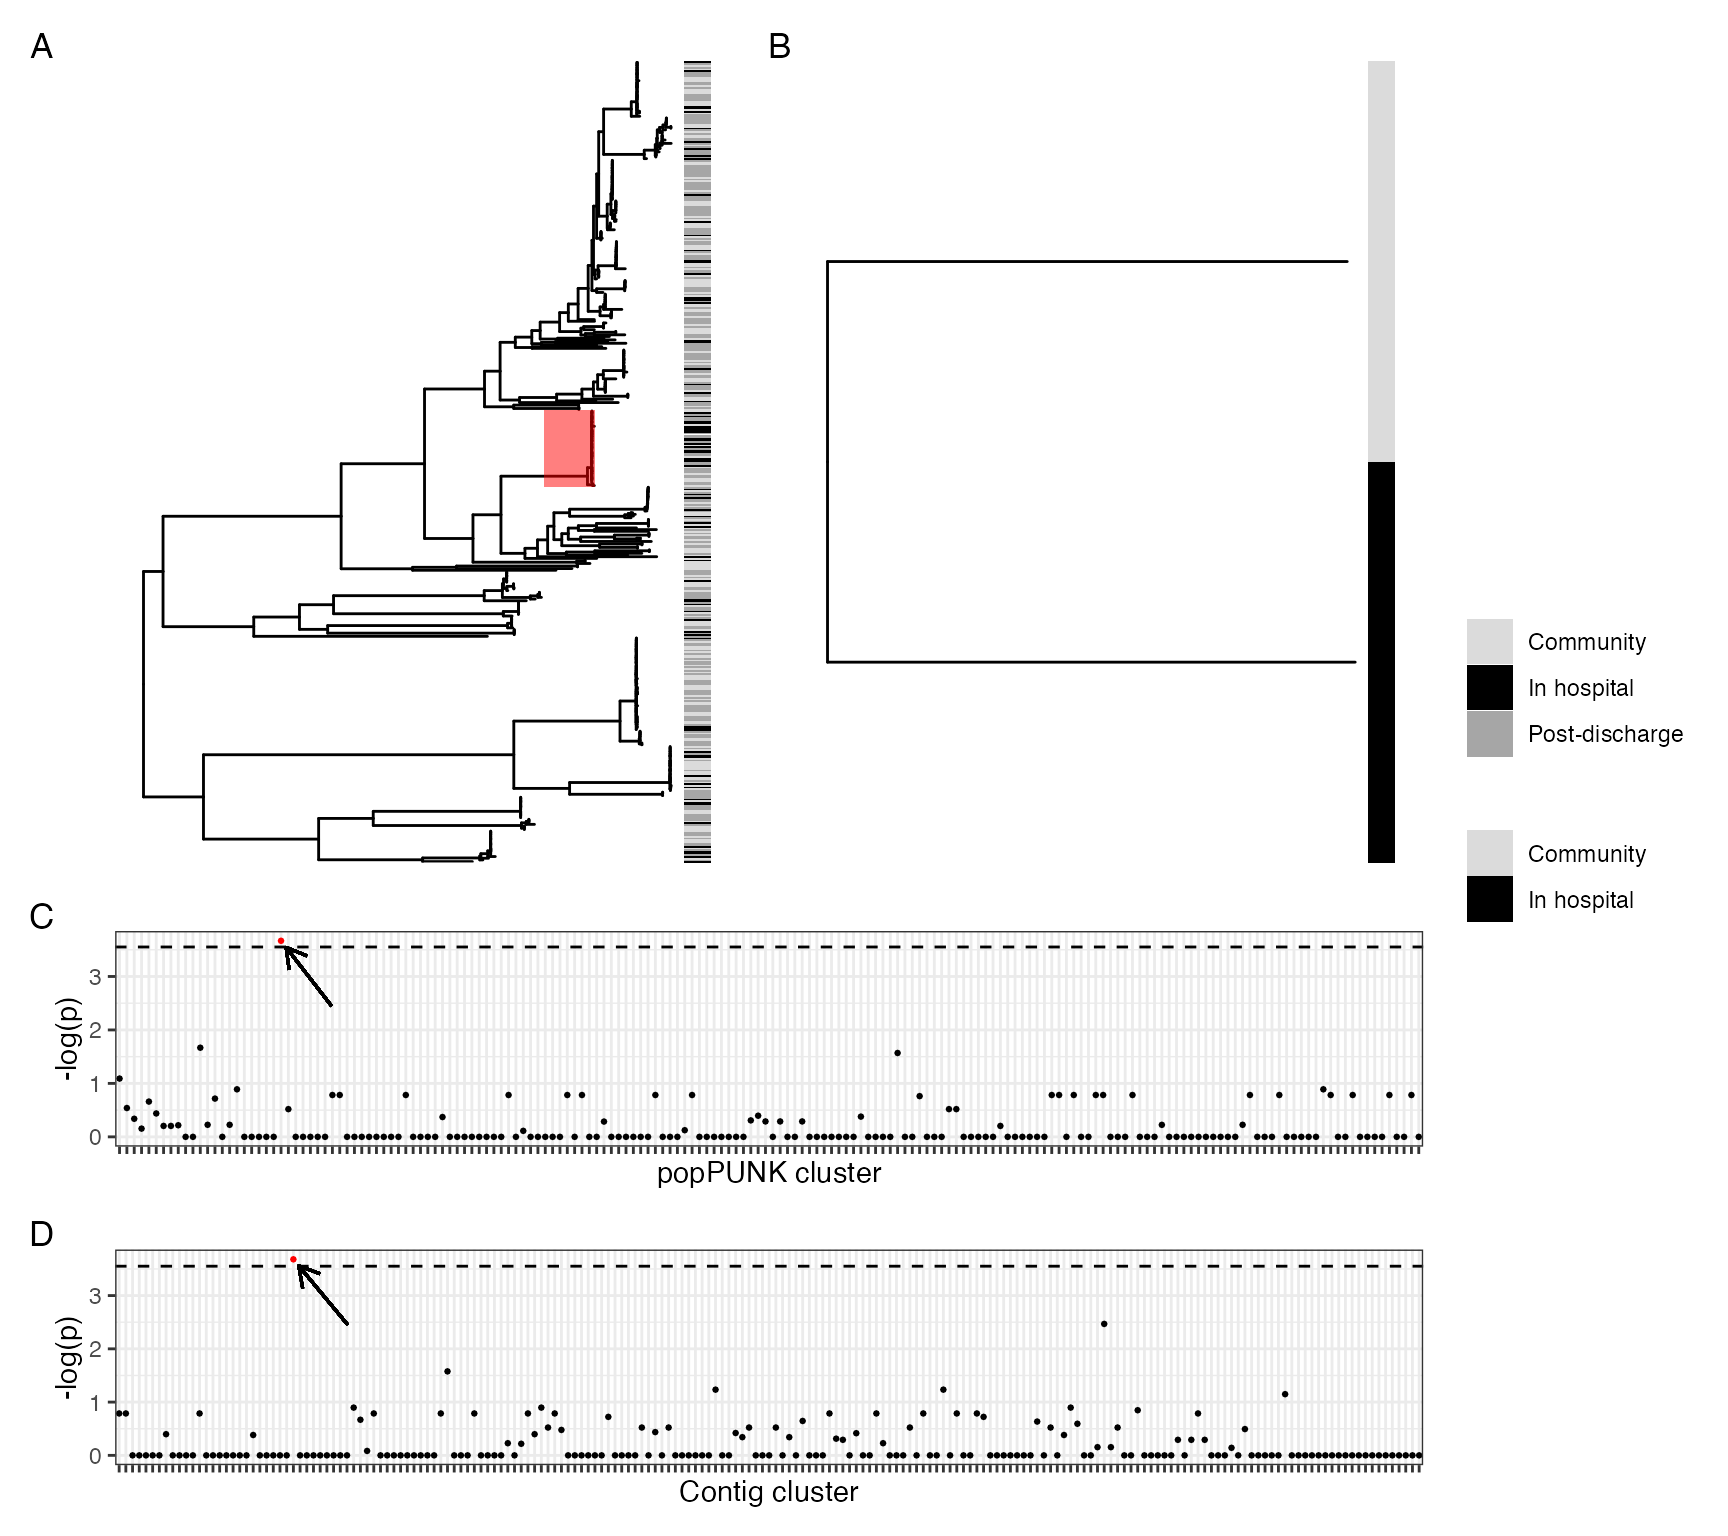 A
B
Community
In hospital
Post-discharge
Community
In hospital
C
3
2
1
0
-log(p)
popPUNK cluster
D
3
2
1
0
-log(p)
Contig cluster